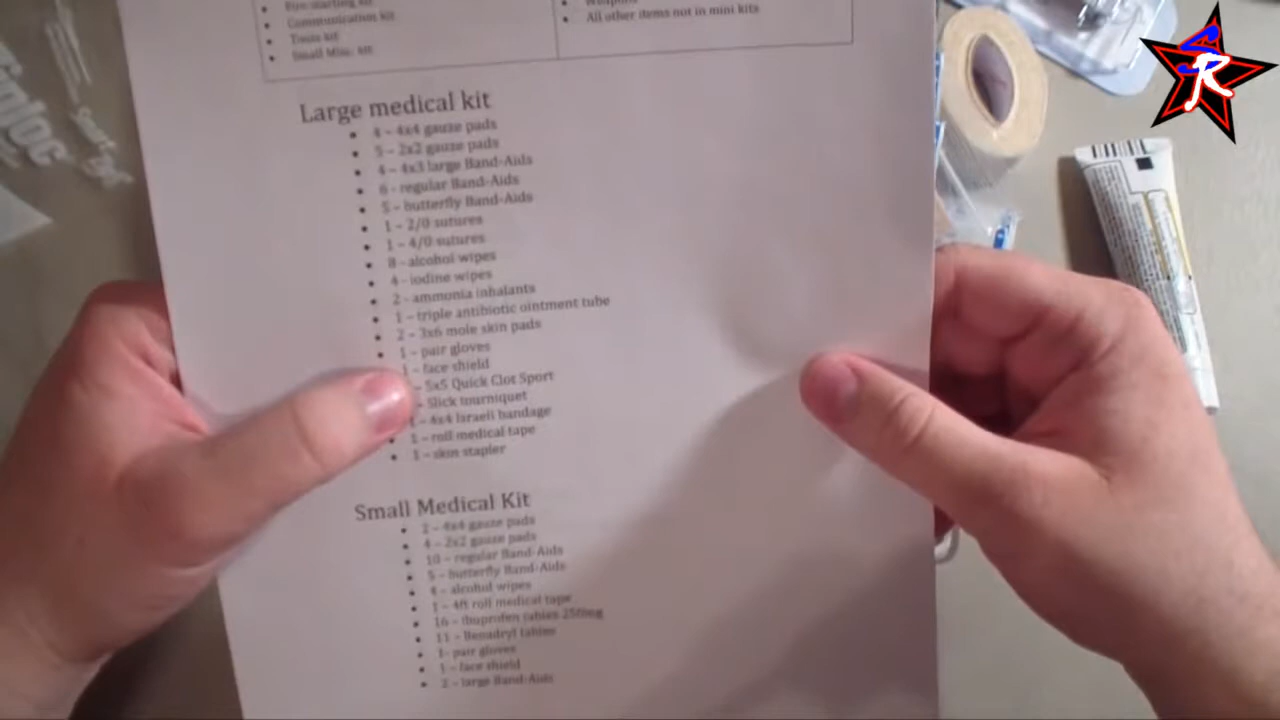 Fire starting kit
Communication kit
Tools kit
Small Misc. kit
Weapons
All other items not in mini kits
Large medical kit
4 – 4x4 gauze pads
5 – 2x2 gauze pads
4 – 4x3 large Band-Aids
6 - regular Band-Aids
5 – butterfly Band-Aids
1 – 2/0 sutures
1 – 4/0 sutures
8 - alcohol wipes
4 - iodine wipes
2 - ammonia inhalants
1 – triple antibiotic ointment tube
2 – 3x6 mole skin pads
1 – pair gloves
1 – face shield
– 5x5 Quick Clot Sport
– Slick tourniquet
– 4x4 Israeli bandage
1 – roll medical tape
1 – skin stapler
Small Medical Kit
2 – 4x4 gauze pads
4 – 2x2 gauze pads
10 – regular Band-Aids
5 – butterfly Band-Aids
– alcohol wipes
1 – 4ft roll medical tape
16 – ibuprofen tables
11 – Benadryl tables
1- pair gloves
1 – face shield
2 – large Band-Aids
SR